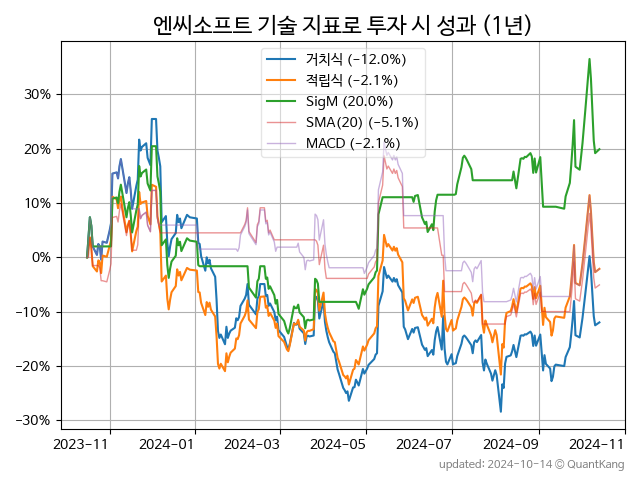 엔씨소프트 기술 지표로 투자 시 성과 (1년)
거치식 (−12.0%)
적립식 (−2.1%)
SigM (20.0%)
SMA(20) (−5.1%)
MACD (−2.1%)
30%
20%
10%
0%
−10%
−20%
−30%
2023-11 2024-01 2024-03 2024-05 2024-07 2024-09 2024-11
updated: 2024-10-14 ⓒ QuantKang